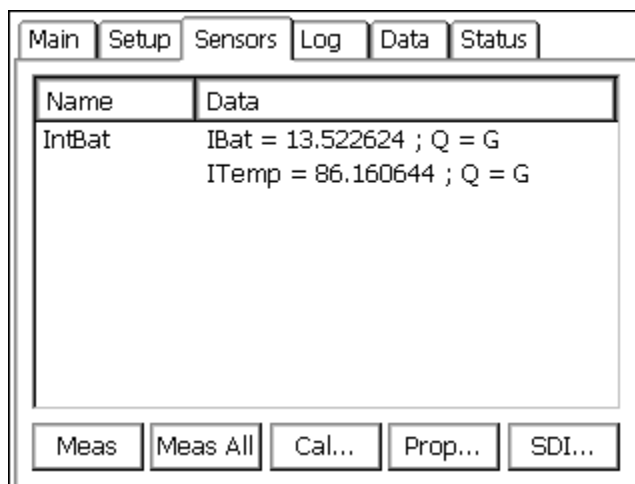 Main Setup Sensors Log Data Status
Name Data
IntBat IBat = 13.522624 ; Q = G
ITemp = 86.160644 ; Q = G
Meas Meas All Cal... Prop... SDI...